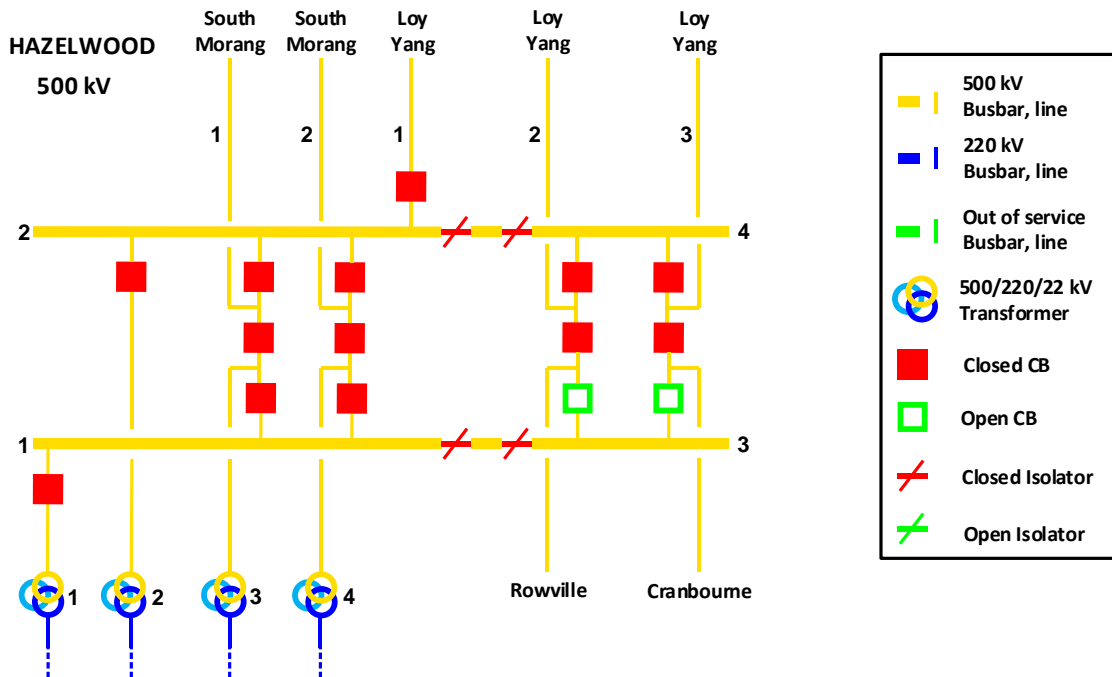 HAZELWOOD
500 kV
South
Morang
South
Morang
Loy
Yang
Loy
Yang
Loy
Yang
1
2
1
2
3
2
4
1
3
1
2
3
4
Rowville
Cranbourne
500 kV
Busbar, line
220 kV
Busbar, line
Out of service
Busbar, line
500/220/22 kV
Transformer
Closed CB
Open CB
Closed Isolator
Open Isolator